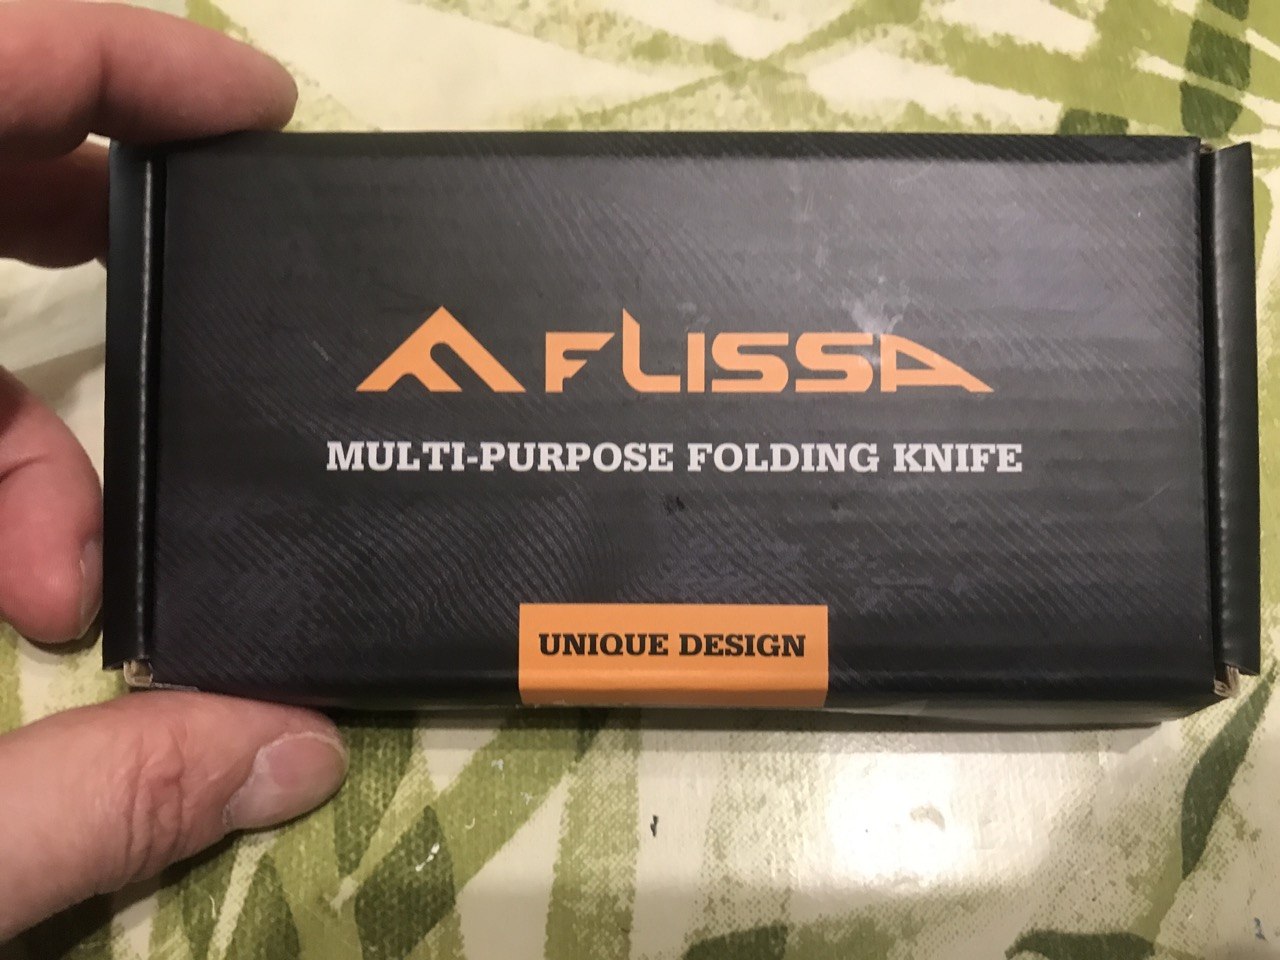 FLISSA
MULTI-PURPOSE FOLDING KNIFE
UNIQUE DESIGN